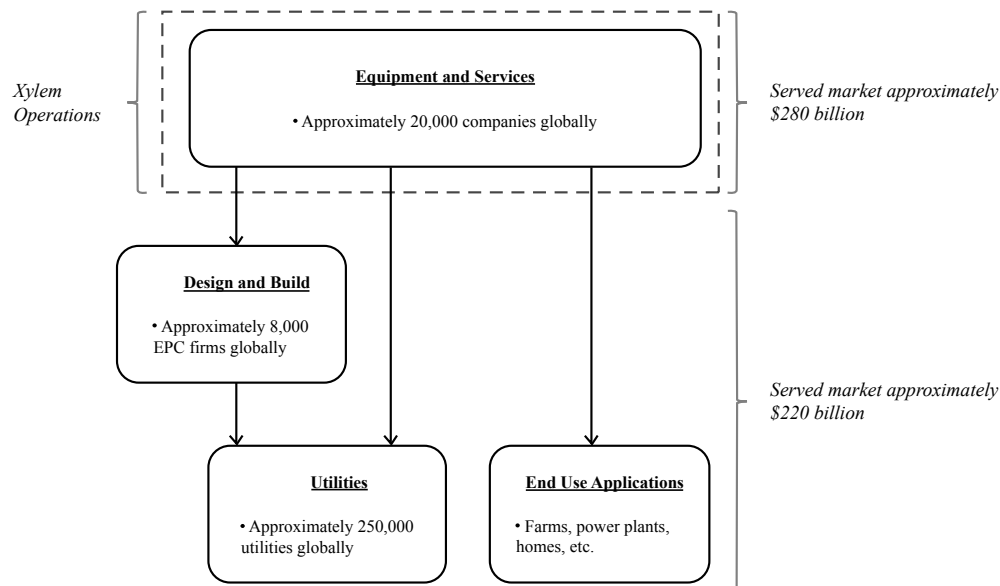 Xylem
Operations
Equipment and Services
• Approximately 20,000 companies globally
Served market approximately
$280 billion
Design and Build
• Approximately 8,000
EPC firms globally
Served market approximately
$220 billion
Utilities
• Approximately 250,000
utilities globally
End Use Applications
• Farms, power plants,
homes, etc.